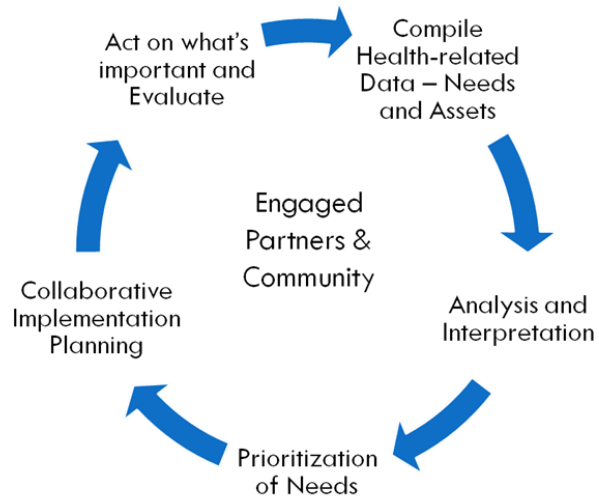 Act on what's
important and
Evaluate
Compile
Health-related
Data – Needs
and Assets
Engaged
Partners &
Community
Analysis and
Interpretation
Prioritization
of Needs
Collaborative
Implementation
Planning